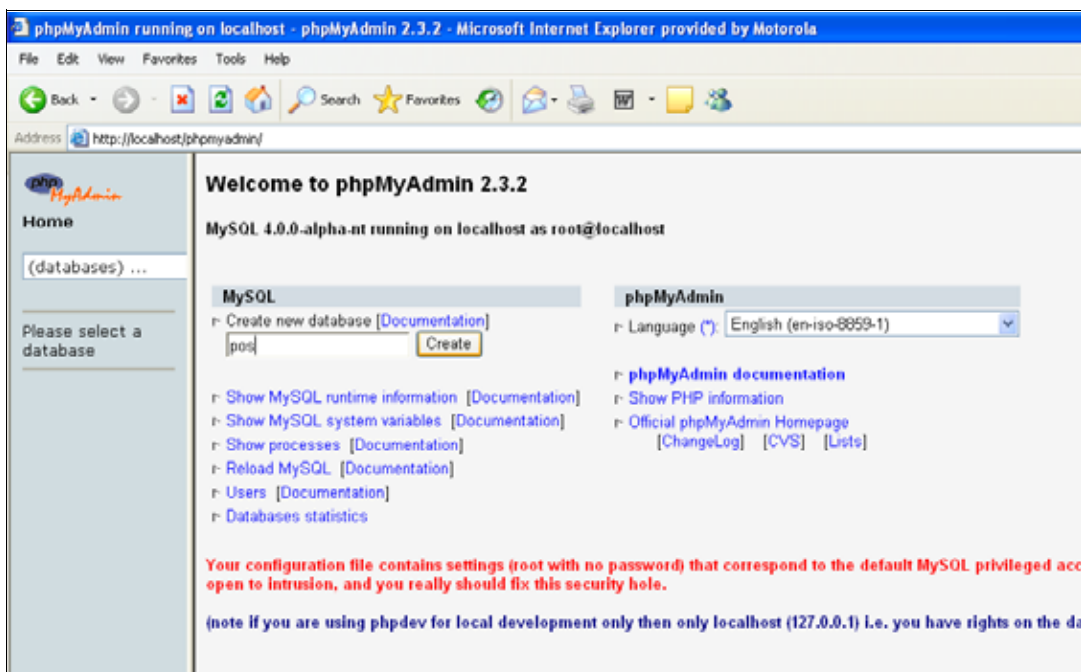 phpMyAdmin running on localhost - phpMyAdmin 2.3.2 - Microsoft Internet Explorer provided by Motorola
File Edit View Favorites Tools Help
Back Search Favorites
Address http://localhost/phpmyadmin/
php
MyAdmin
Home
(databases) ...
Please select a
database
Welcome to phpMyAdmin 2.3.2
MySQL 4.0.0-alpha-nt running on localhost as root@localhost
MySQL
Create new database [Documentation]
pos Create
Show MySQL runtime information [Documentation]
Show MySQL system variables [Documentation]
Show processes [Documentation]
Reload MySQL [Documentation]
Users [Documentation]
Databases statistics
phpMyAdmin
Language (*): English (en-iso-8859-1)
phpMyAdmin documentation
Show PHP information
Official phpMyAdmin Homepage
[ChangeLog] [CVS] [Lists]
Your configuration file contains settings (root with no password) that correspond to the default MySQL privileged acc
open to intrusion, and you really should fix this security hole.
(note if you are using phpdev for local development only then only localhost (127.0.0.1) i.e. you have rights on the da